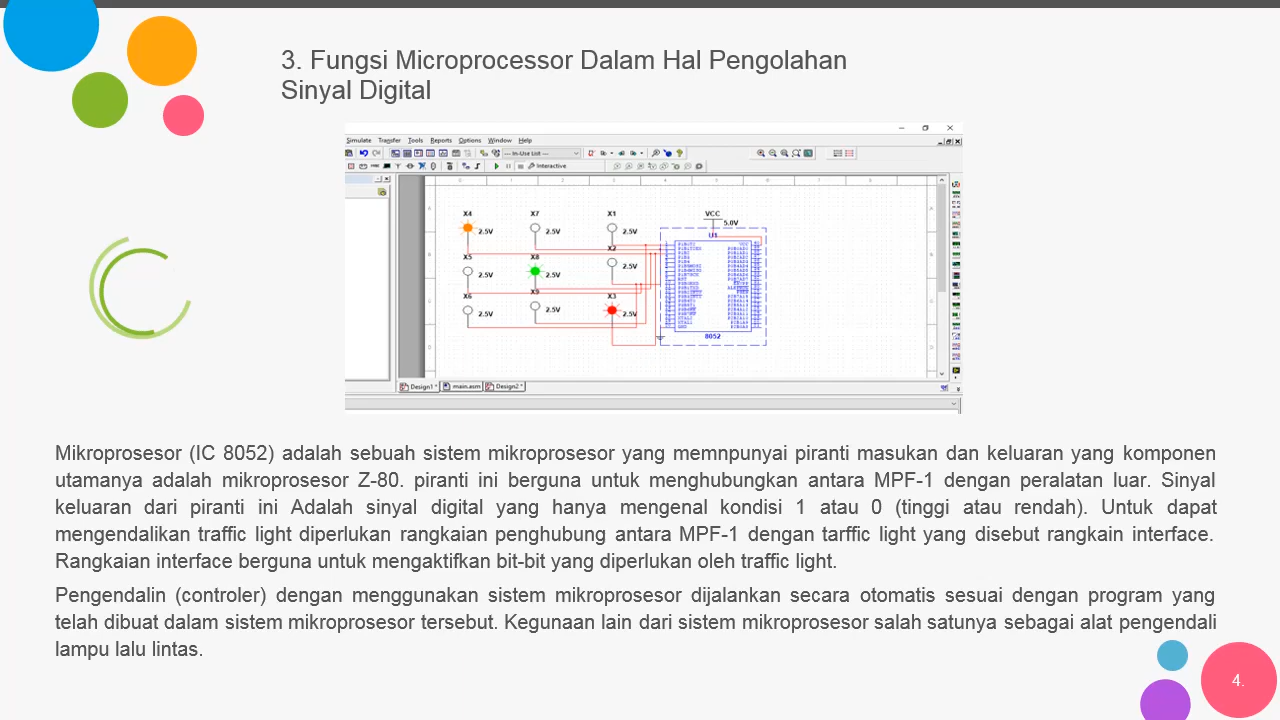 3. Fungsi Microprocessor Dalam Hal Pengolahan
Sinyal Digital
Simulate Transfer Tools Reports Options Window Help
--- In-Use List ---
Interactive
X4 X7 X1 VCC
5.0V
2.5V 2.5V 2.5V
U1
X2
X5 X8 2.5V
2.5V 2.5V
X6 X9 X3
2.5V 2.5V 2.5V
8052
Design1 * main.asm Design2 *
Mikroprosesor (IC 8052) adalah sebuah sistem mikroprosesor yang memnpunyai piranti masukan dan keluaran yang komponen
utamanya adalah mikroprosesor Z-80. piranti ini berguna untuk menghubungkan antara MPF-1 dengan peralatan luar. Sinyal
keluaran dari piranti ini Adalah sinyal digital yang hanya mengenal kondisi 1 atau 0 (tinggi atau rendah). Untuk dapat
mengendalikan traffic light diperlukan rangkaian penghubung antara MPF-1 dengan tarffic light yang disebut rangkain interface.
Rangkaian interface berguna untuk mengaktifkan bit-bit yang diperlukan oleh traffic light.
Pengendalin (controler) dengan menggunakan sistem mikroprosesor dijalankan secara otomatis sesuai dengan program yang
telah dibuat dalam sistem mikroprosesor tersebut. Kegunaan lain dari sistem mikroprosesor salah satunya sebagai alat pengendali
lampu lalu lintas.
4.